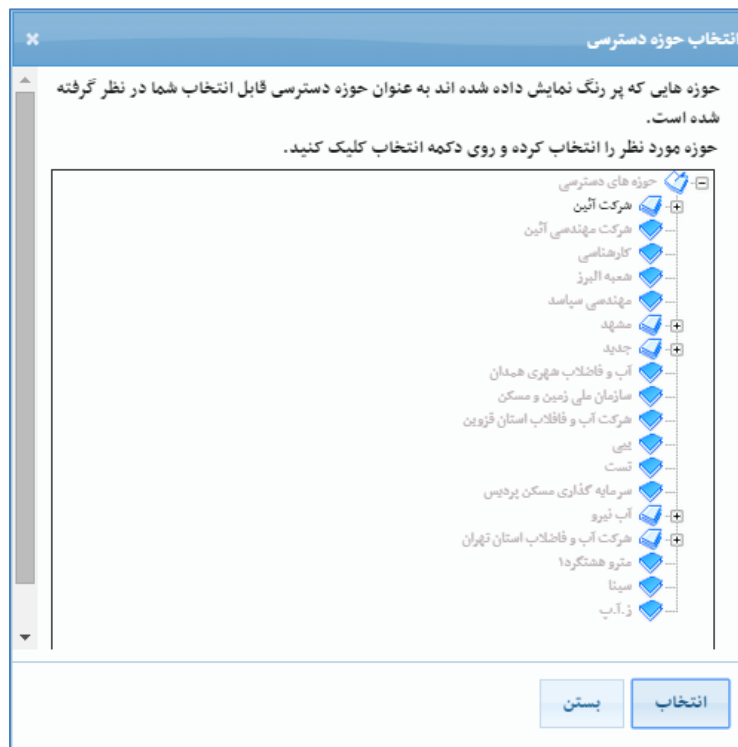 انتخاب حوزه دسترسی
حوزه هایی که پر رنگ نمایش داده شده اند به عنوان حوزه دسترسی قابل انتخاب شما در نظر گرفته
شده است.
حوزه مورد نظر را انتخاب کرده و روی دکمه انتخاب کلیک کنید.
حوزه های دسترسی
شرکت آئین
شرکت مهندسی آئین
کارشناسی
شعبه البرز
مهندسی سپاسد
مشهد
جدید
آب و فاضلاب شهری همدان
سازمان ملی زمین و مسکن
شرکت آب و فافلاب استان قزوین
یبی
تست
سرمایه گذاری مسکن پردیس
آب نیرو
شرکت آب و فاضلاب استان تهران
مترو هشتگرد۱
سینا
ز.آ.پ
انتخاب
بستن